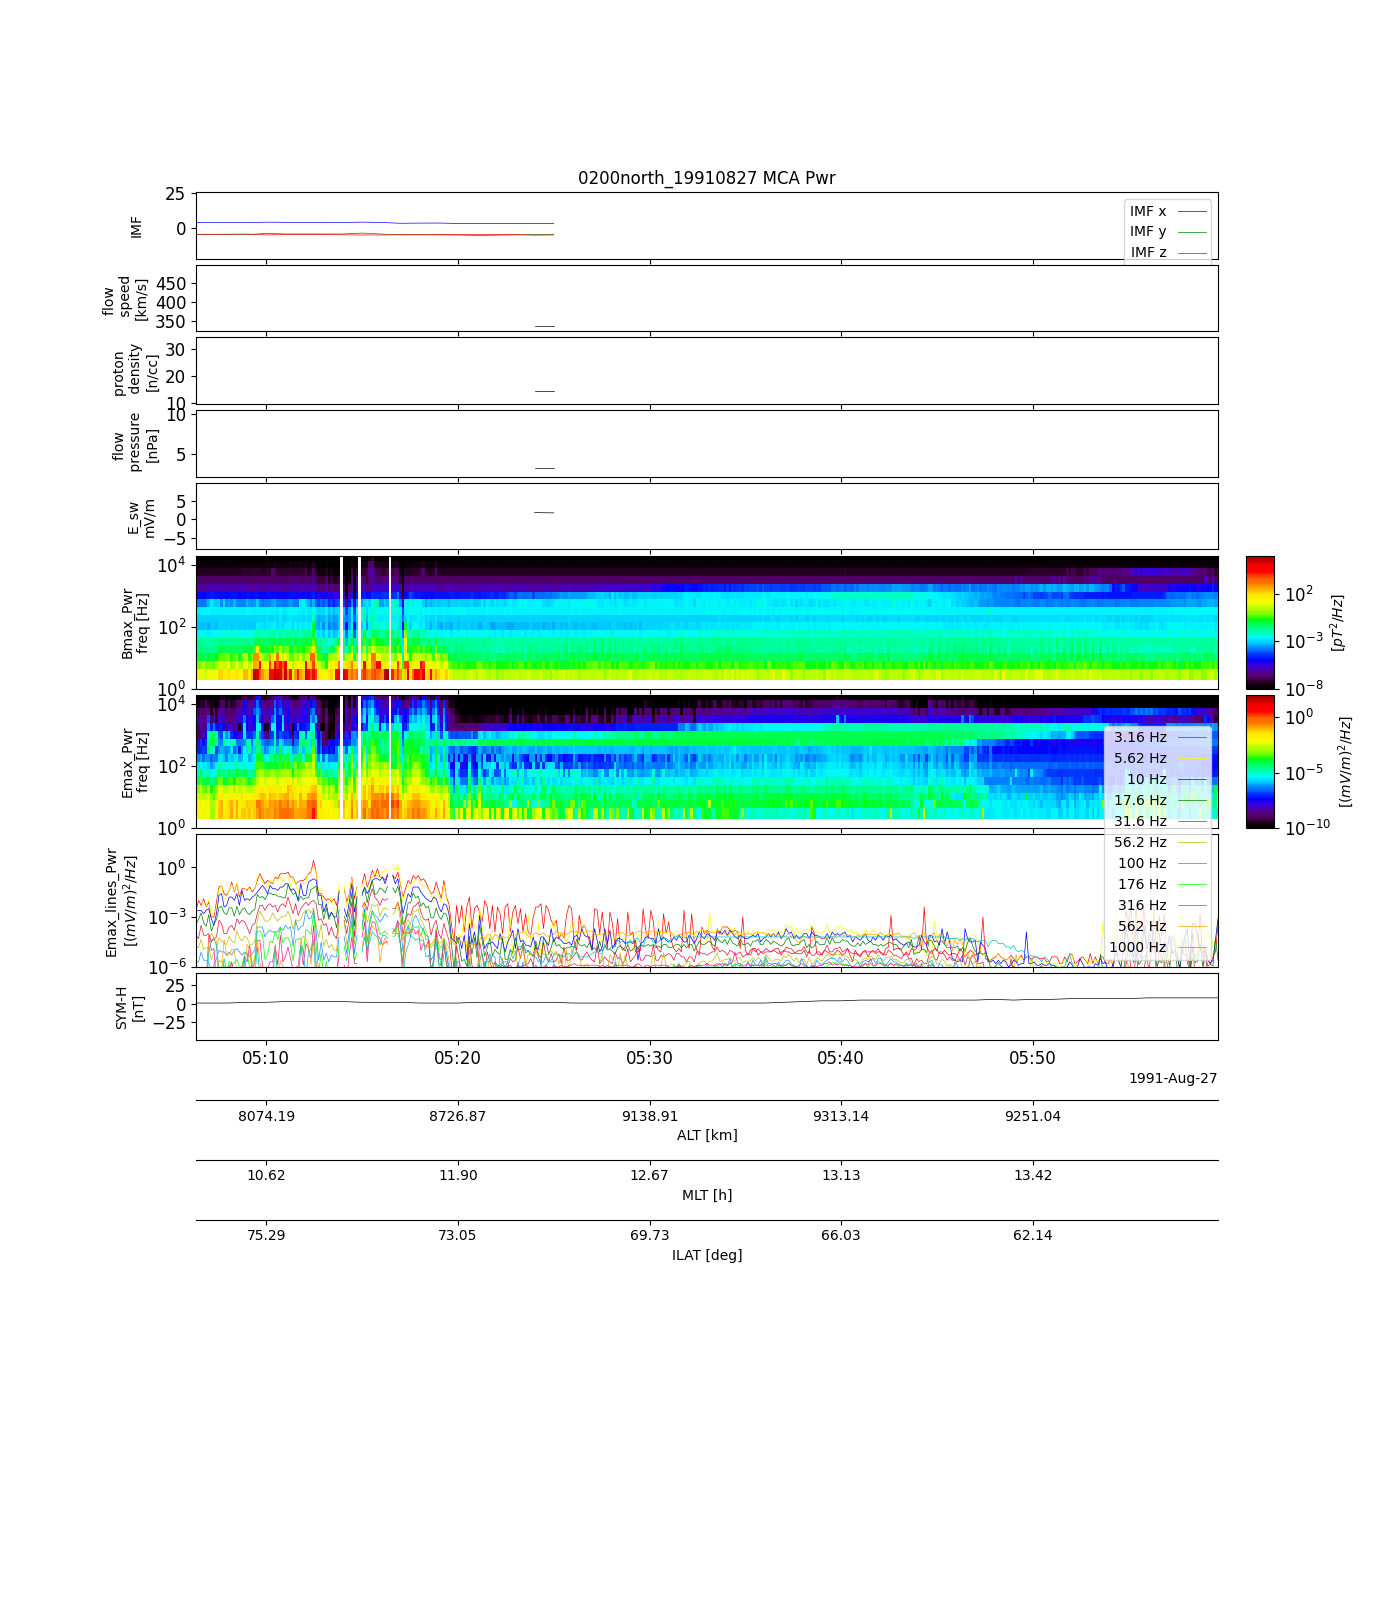 0200north_19910827 MCA Pwr
25
0
IMF
IMF x
IMF y
IMF z
450
400
350
flow
speed
[km/s]
30
20
10
proton
density
[n/cc]
10
5
flow
pressure
[nPa]
5
0
−5
E_sw
mV/m
10^4
10^2
10^0
Bmax_Pwr
freq [Hz]
10^2
10^−3
10^−8
[pT^2/Hz]
10^4
10^2
10^0
Emax_Pwr
freq [Hz]
10^0
10^−5
10^−10
[(mV/m)^2/Hz]
3.16 Hz
5.62 Hz
10 Hz
17.6 Hz
31.6 Hz
56.2 Hz
100 Hz
176 Hz
316 Hz
562 Hz
1000 Hz
10^0
10^−3
10^−6
Emax_lines_Pwr
[(mV/m)^2/Hz]
25
0
−25
SYM-H
[nT]
05:10 05:20 05:30 05:40 05:50
1991-Aug-27
8074.19 8726.87 9138.91 9313.14 9251.04
ALT [km]
10.62 11.90 12.67 13.13 13.42
MLT [h]
75.29 73.05 69.73 66.03 62.14
ILAT [deg]